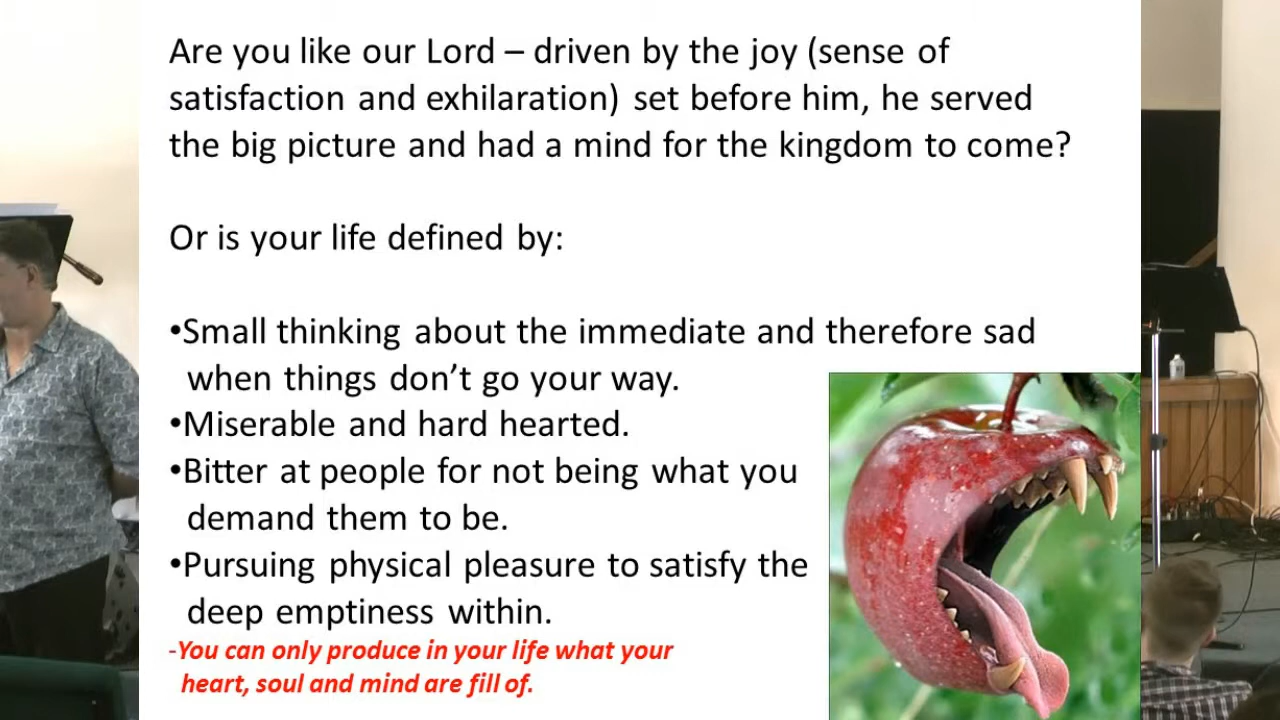 Are you like our Lord – driven by the joy (sense of
satisfaction and exhilaration) set before him, he served
the big picture and had a mind for the kingdom to come?
Or is your life defined by:
•Small thinking about the immediate and therefore sad
when things don’t go your way.
•Miserable and hard hearted.
•Bitter at people for not being what you
demand them to be.
•Pursuing physical pleasure to satisfy the
deep emptiness within.
-You can only produce in your life what your
heart, soul and mind are fill of.